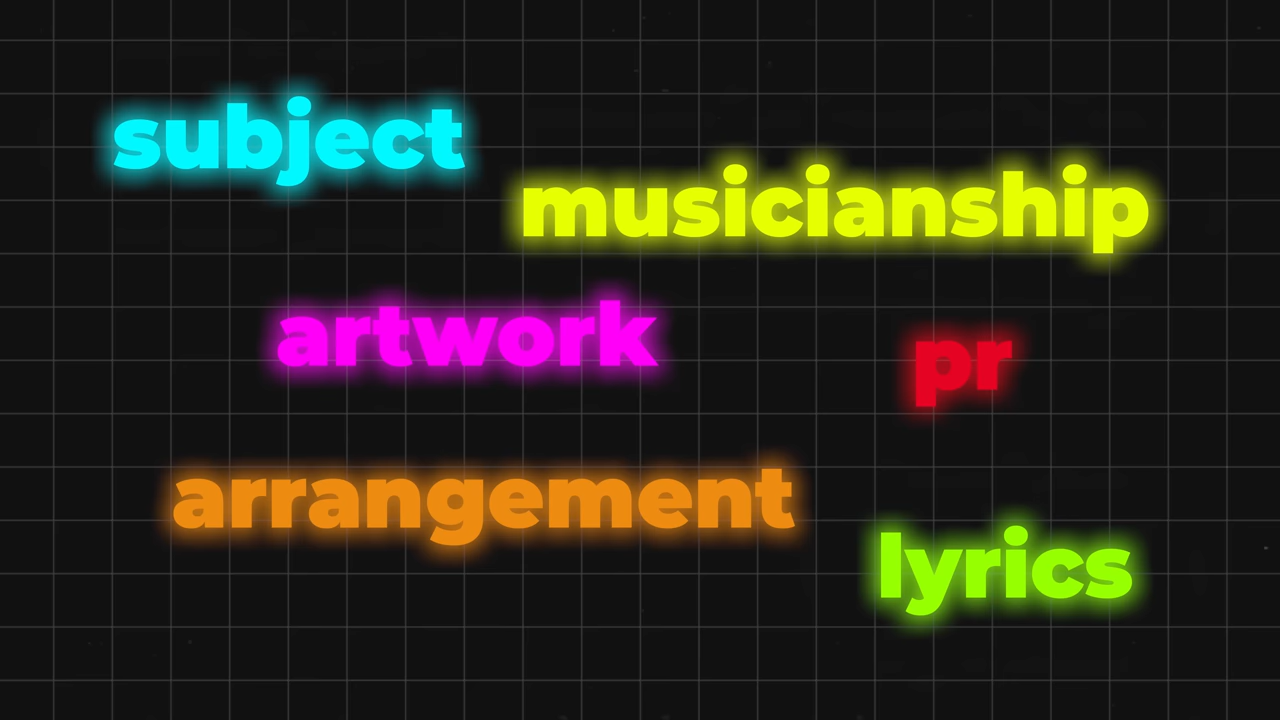 subject
musicianship
artwork
pr
arrangement
lyrics